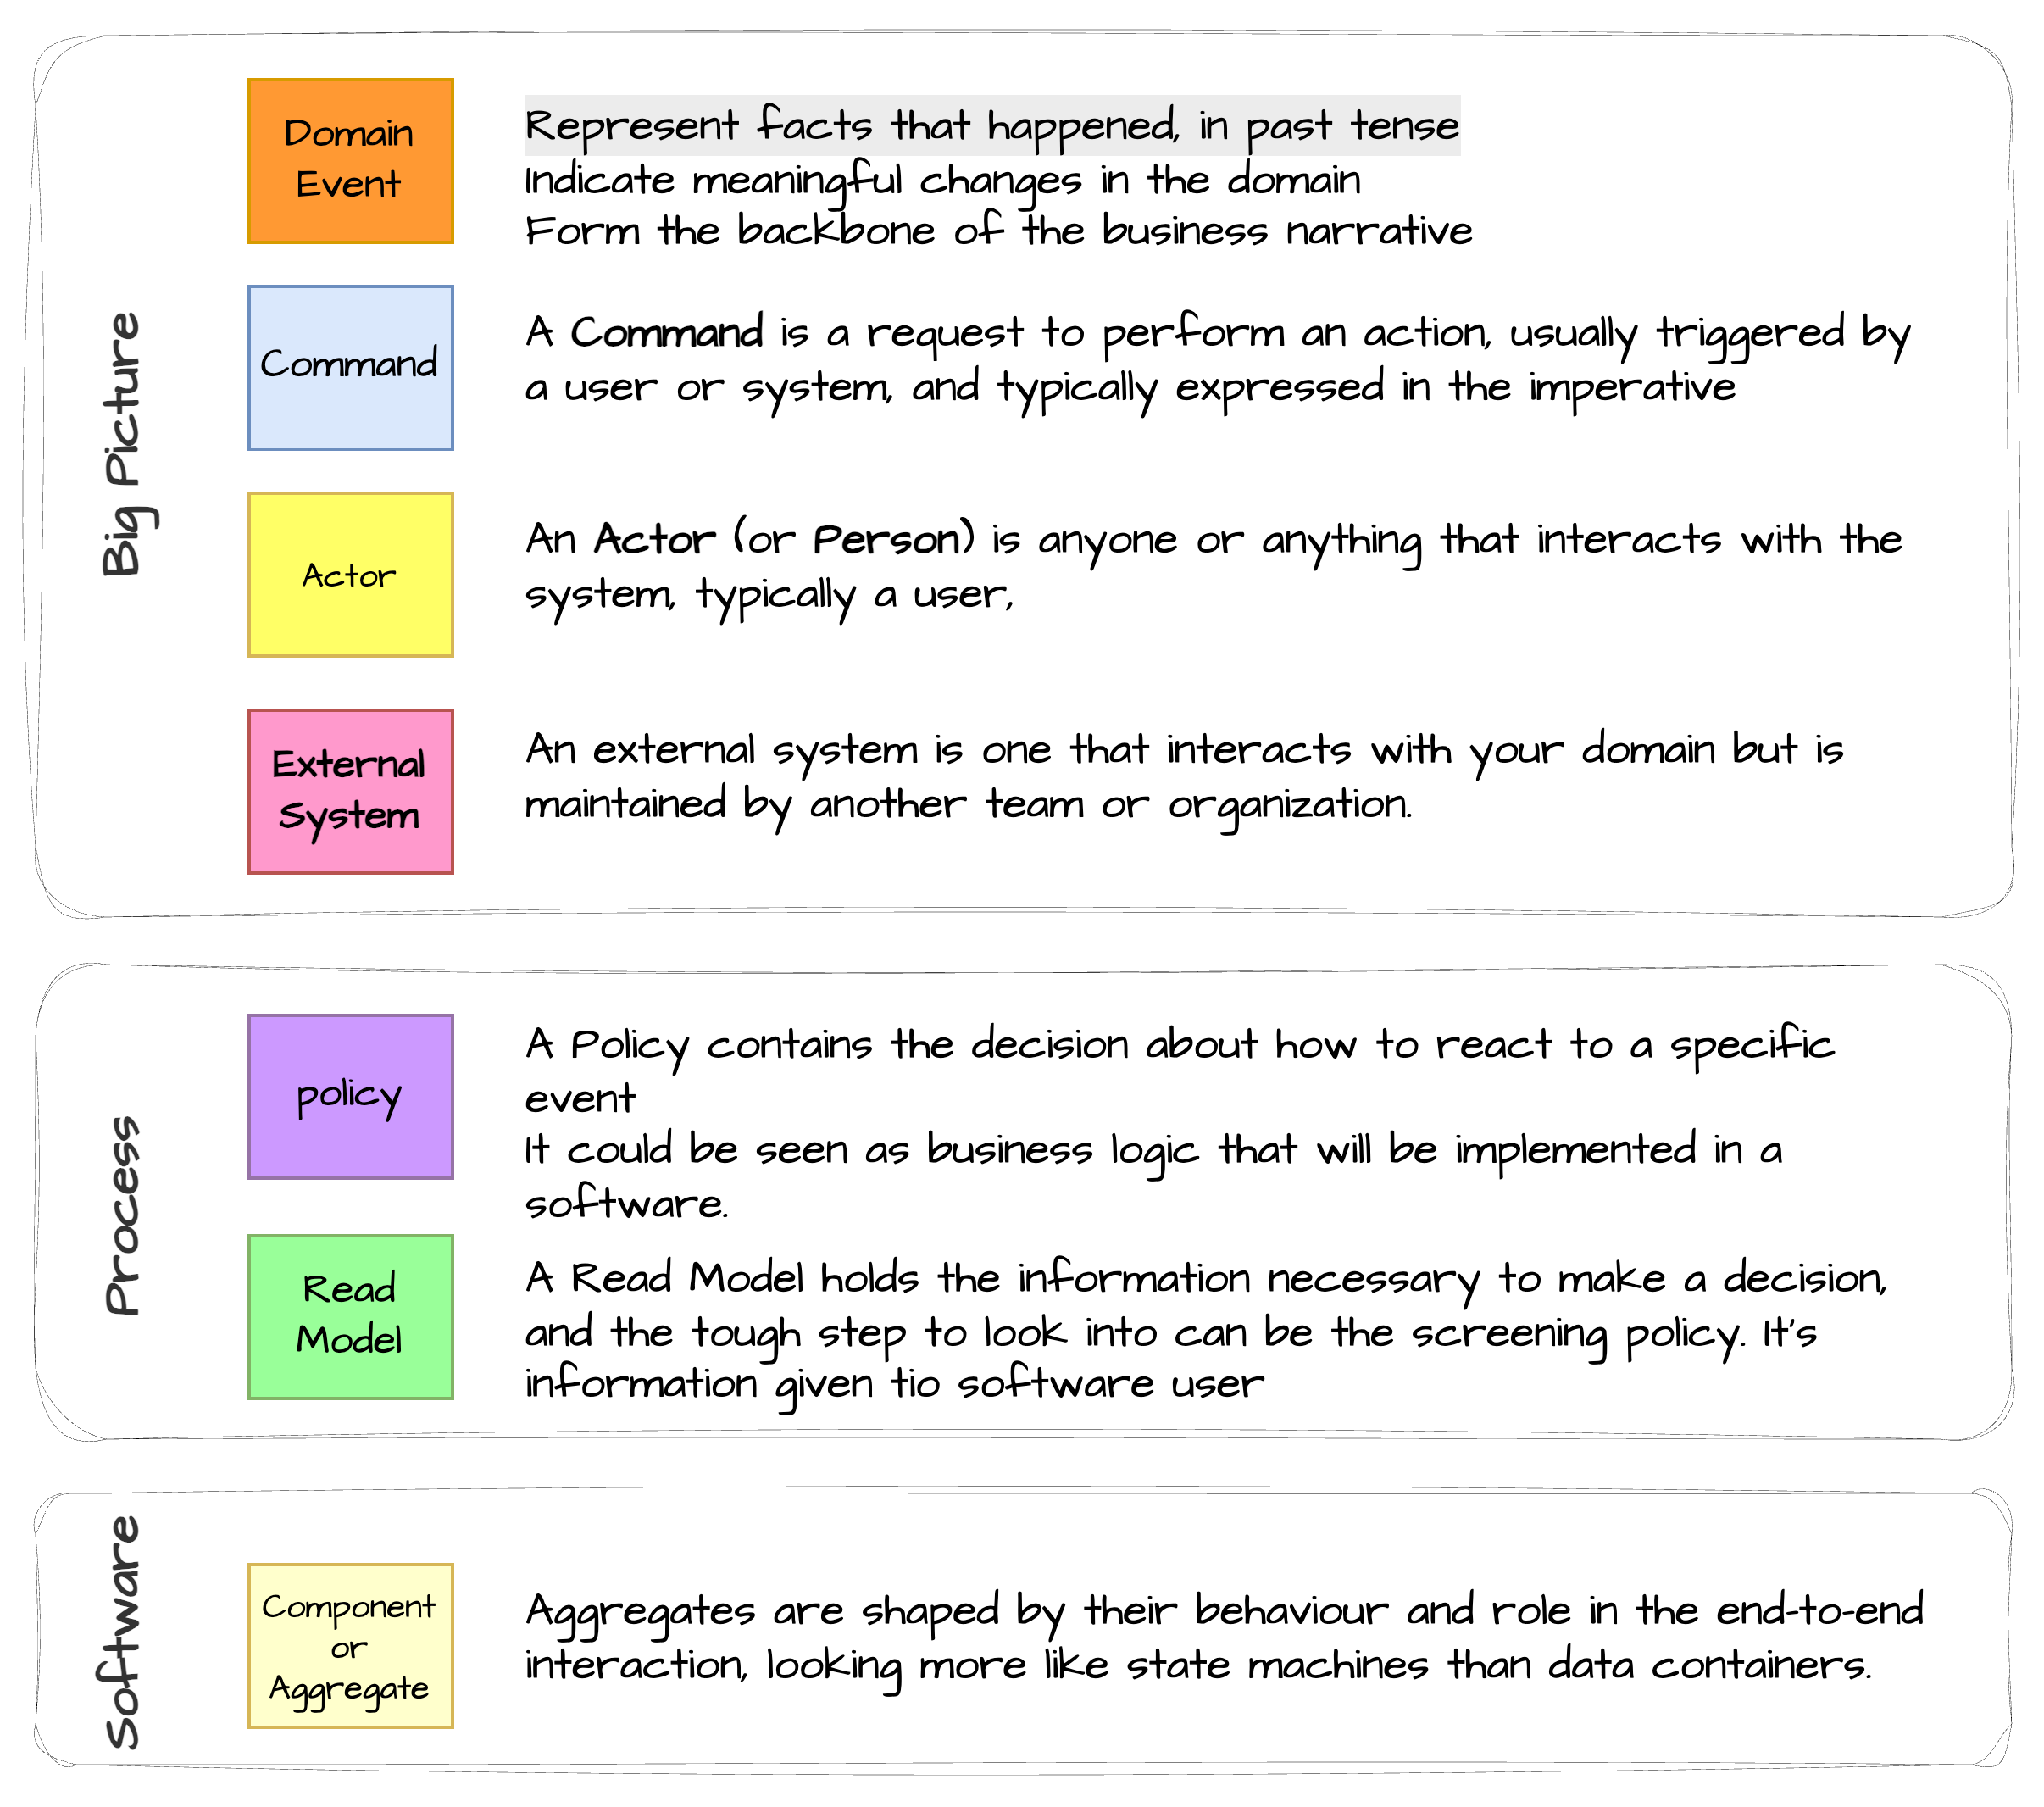 Big Picture
Domain
Event
Represent facts that happened, in past tense
Indicate meaningful changes in the domain
Form the backbone of the business narrative
Command
A Command is a request to perform an action, usually triggered by
a user or system, and typically expressed in the imperative
Actor
An Actor (or Person) is anyone or anything that interacts with the
system, typically a user,
External
System
An external system is one that interacts with your domain but is
maintained by another team or organization.
Process
policy
A Policy contains the decision about how to react to a specific
event
It could be seen as business logic that will be implemented in a
software.
Read
Model
A Read Model holds the information necessary to make a decision,
and the tough step to look into can be the screening policy. It's
information given tio software user
Software
Component
or
Aggregate
Aggregates are shaped by their behaviour and role in the end-to-end
interaction, looking more like state machines than data containers.